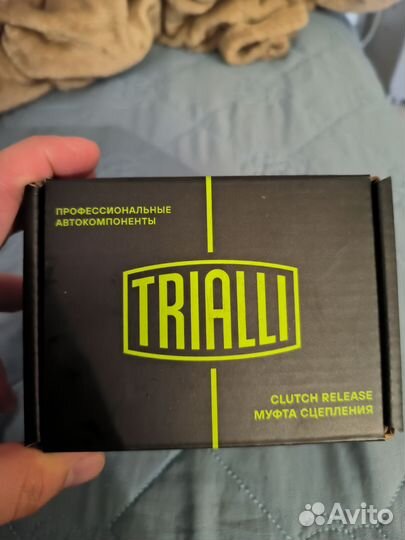 ПРОФЕССИОНАЛЬНЫЕ
АВТОКОМПОНЕНТЫ
TRIALLI
CLUTCH RELEASE
МУФТА СЦЕПЛЕНИЯ
Avito